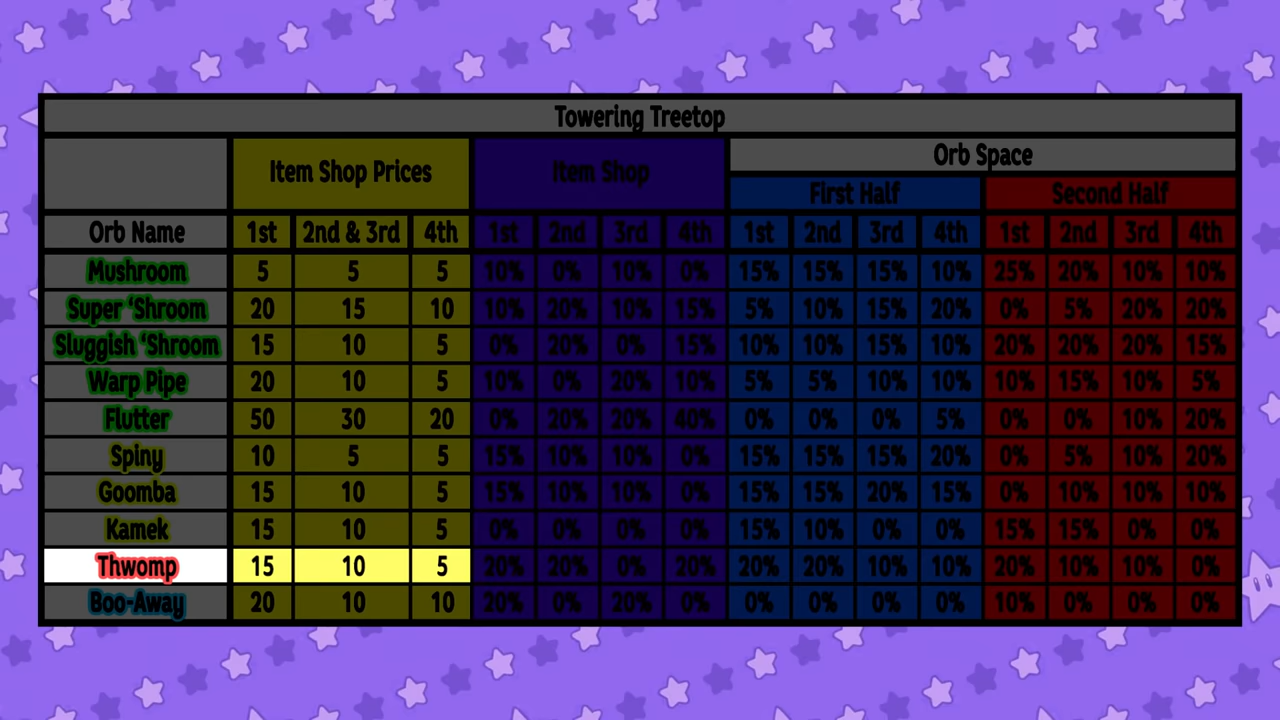 Towering Treetop
Item Shop Prices Item Shop Orb Space
First Half Second Half
Orb Name 1st 2nd & 3rd 4th 1st 2nd 3rd 4th 1st 2nd 3rd 4th 1st 2nd 3rd 4th
Mushroom 5 5 5 10% 0% 10% 0% 15% 15% 15% 10% 25% 20% 10% 10%
Super ‘Shroom 20 15 10 10% 20% 10% 15% 5% 10% 15% 20% 0% 5% 20% 20%
Sluggish ‘Shroom 15 10 5 0% 20% 0% 15% 10% 10% 15% 10% 20% 20% 20% 15%
Warp Pipe 20 10 5 10% 0% 20% 10% 5% 5% 10% 10% 10% 15% 10% 5%
Flutter 50 30 20 0% 20% 20% 40% 0% 0% 0% 5% 0% 0% 10% 20%
Spiny 10 5 5 15% 10% 10% 0% 15% 15% 15% 20% 0% 5% 10% 20%
Goomba 15 10 5 15% 10% 10% 0% 15% 15% 20% 15% 0% 10% 10% 10%
Kamek 15 10 5 0% 0% 0% 0% 15% 10% 0% 0% 15% 15% 0% 0%
Thwomp 15 10 5 20% 20% 0% 20% 20% 20% 10% 10% 20% 10% 10% 0%
Boo-Away 20 10 10 20% 0% 20% 0% 0% 0% 0% 0% 10% 0% 0% 0%